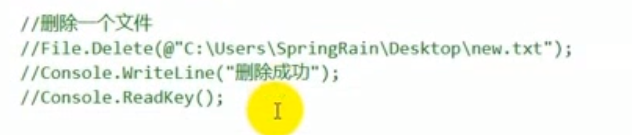 //删除一个文件
//File.Delete(@"C:\Users\SpringRain\Desktop\new.txt");
//Console.WriteLine("删除成功");
//Console.ReadKey();